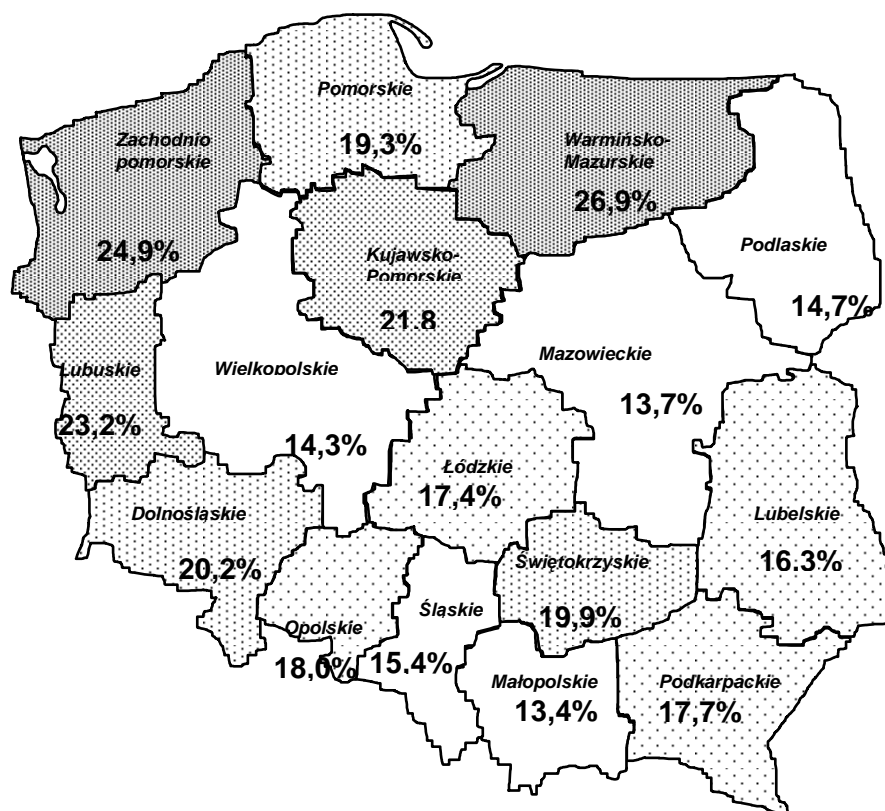 Pomorskie
19,3%
Zachodnio
pomorskie
24,9%
Warmińsko-
Mazurskie
26,9%
Podlaskie
14,7%
Kujawsko-
Pomorskie
21.8
Lubuskie
23,2%
Wielkopolskie
14,3%
Mazowieckie
13,7%
Łódzkie
17,4%
Dolnośląskie
20,2%
Lubelskie
16.3%
Opolskie
18,0%
Śląskie
15.4%
Świętokrzyskie
19,9%
Małopolskie
13,4%
Podkarpackie
17,7%